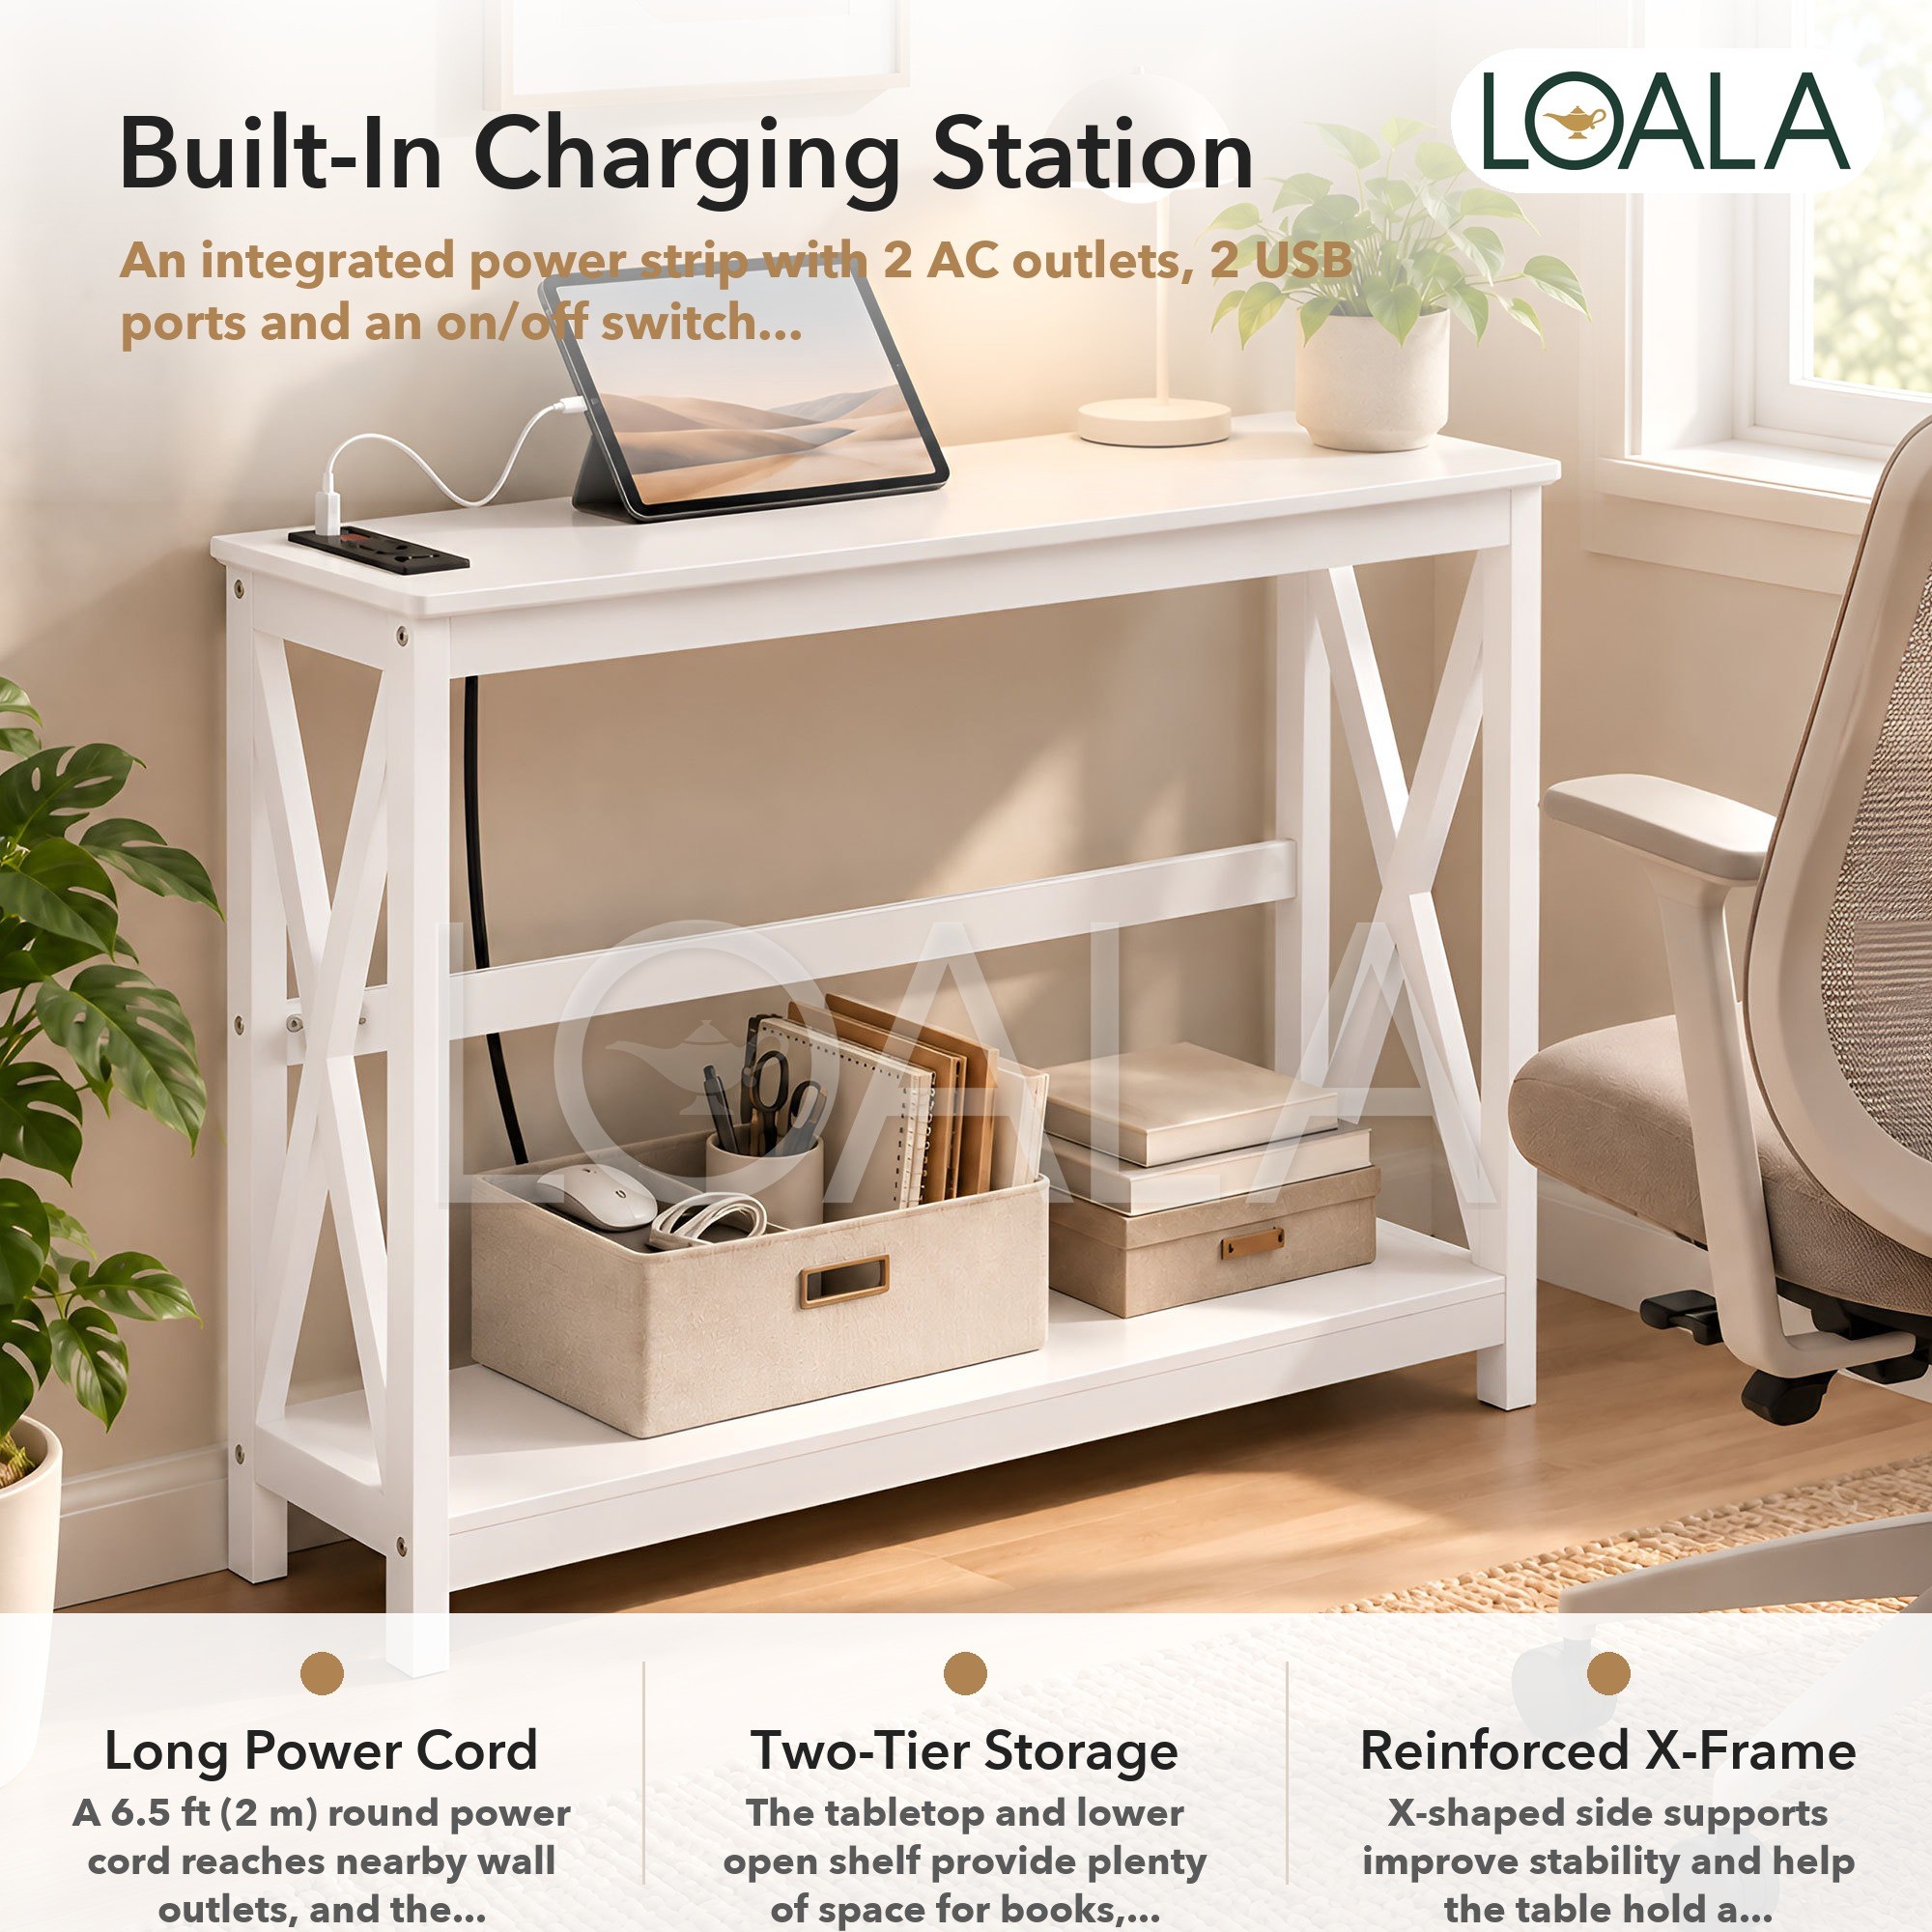 LOALA
Built-In Charging Station
An integrated power strip with 2 AC outlets, 2 USB
ports and an on/off switch...
LOALA
Long Power Cord
A 6.5 ft (2 m) round power
cord reaches nearby wall
outlets, and the...
Two-Tier Storage
The tabletop and lower
open shelf provide plenty
of space for books,...
Reinforced X-Frame
X-shaped side supports
improve stability and help
the table hold a...